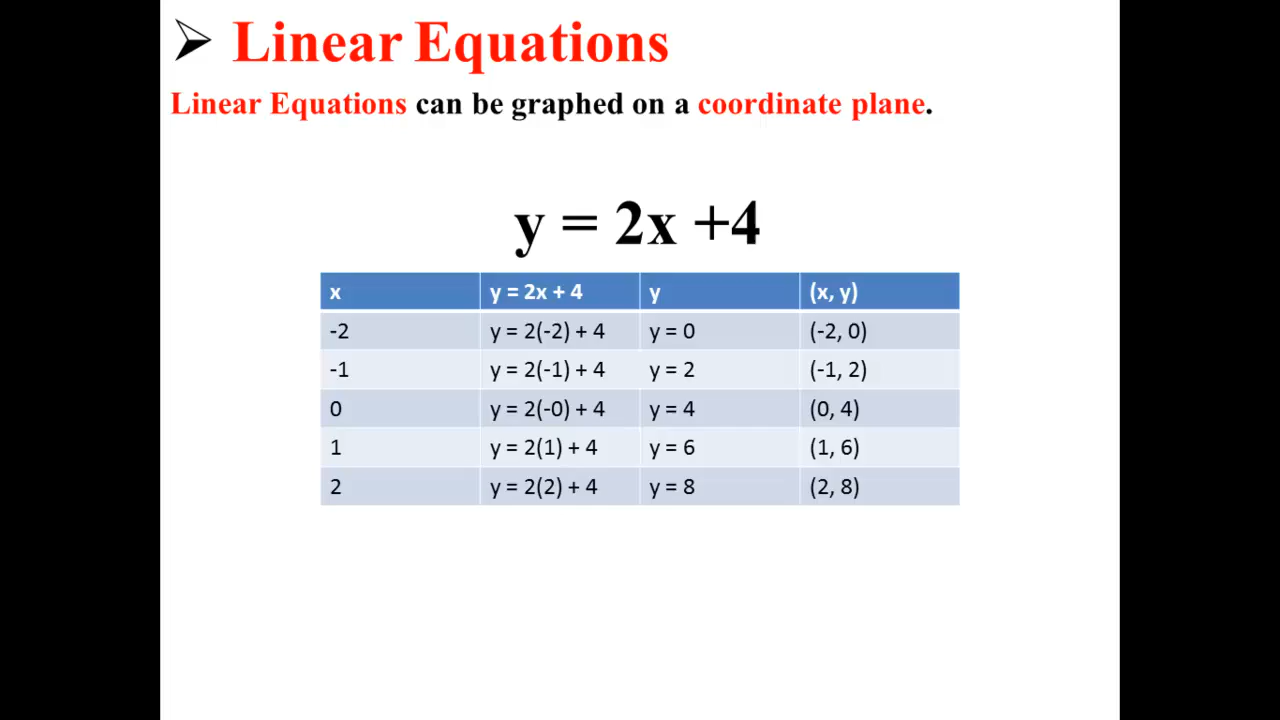 Linear Equations
Linear Equations can be graphed on a coordinate plane.
y = 2x +4
x y = 2x + 4 y (x, y)
-2 y = 2(-2) + 4 y = 0 (-2, 0)
-1 y = 2(-1) + 4 y = 2 (-1, 2)
0 y = 2(-0) + 4 y = 4 (0, 4)
1 y = 2(1) + 4 y = 6 (1, 6)
2 y = 2(2) + 4 y = 8 (2, 8)